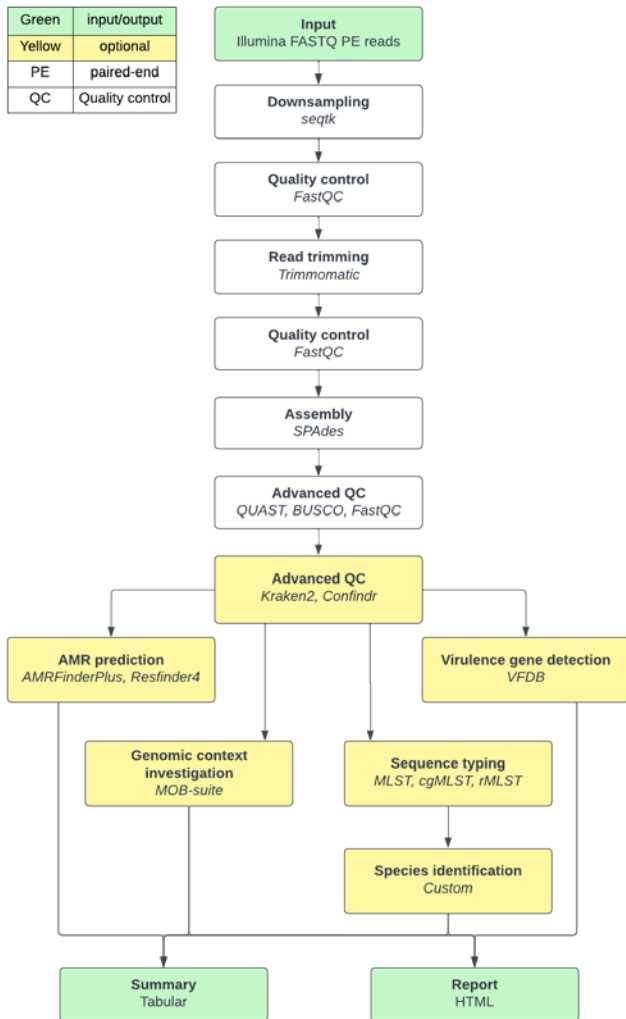 Green input/output
Yellow optional
PE paired-end
QC Quality control
Input
Illumina FASTQ PE reads
Downsampling
seqtk
Quality control
FastQC
Read trimming
Trimmomatic
Quality control
FastQC
Assembly
SPAdes
Advanced QC
QUAST, BUSCO, FastQC
Advanced QC
Kraken2, Confindr
AMR prediction
AMRFinderPlus, Resfinder4
Virulence gene detection
VFDB
Genomic context
investigation
MOB-suite
Sequence typing
MLST, cgMLST, rMLST
Species identification
Custom
Summary
Tabular
Report
HTML